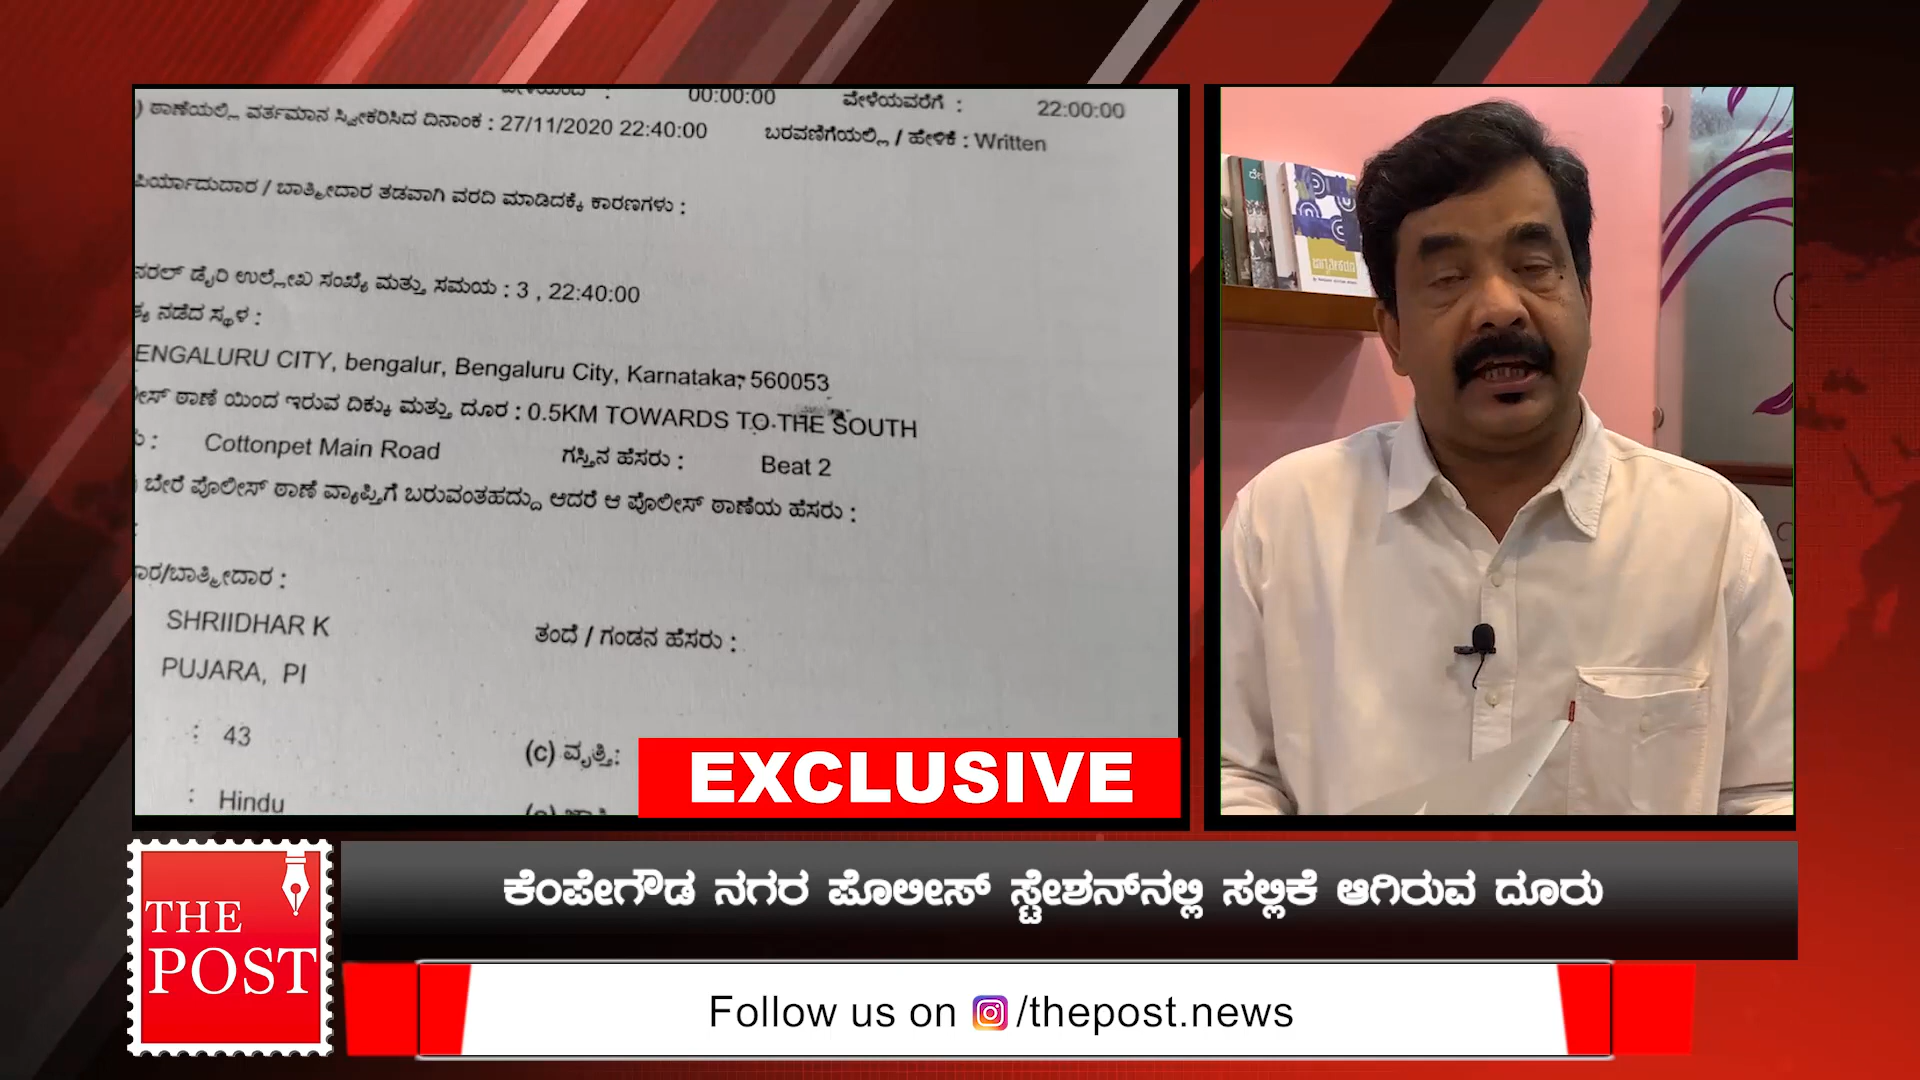 00:00:00 ವೇಳೆಯವರೆಗೆ : 22:00:00
) ಠಾಣೆಯಲ್ಲಿ ವರ್ತಮಾನ ಸ್ವೀಕರಿಸಿದ ದಿನಾಂಕ : 27/11/2020 22:40:00 ಬರವಣಿಗೆಯಲ್ಲಿ / ಹೇಳಿಕೆ : Written
ಪಿರ್ಯಾದುದಾರ / ಬಾತ್ಮೀದಾರ ತಡವಾಗಿ ವರದಿ ಮಾಡಿದಕ್ಕೆ ಕಾರಣಗಳು :
ನರಲ್ ಡೈರಿ ಉಲ್ಲೇಖ ಸಂಖ್ಯೆ ಮತ್ತು ಸಮಯ : 3 , 22:40:00
ನಡೆದ ಸ್ಥಳ :
ENGALURU CITY, bengalur, Bengaluru City, Karnataka, 560053
ಠಾಣೆ ಯಿಂದ ಇರುವ ದಿಕ್ಕು ಮತ್ತು ದೂರ : 0.5KM TOWARDS TO THE SOUTH
: Cottonpet Main Road ಗಸ್ತಿನ ಹೆಸರು : Beat 2
) ಬೇರೆ ಪೊಲೀಸ್ ಠಾಣೆ ವ್ಯಾಪ್ತಿಗೆ ಬರುವಂತಹದ್ದು ಆದರೆ ಆ ಪೊಲೀಸ್ ಠಾಣೆಯ ಹೆಸರು :
ದಾರ/ಬಾತ್ಮೀದಾರ :
SHRIIDHAR K ತಂದೆ / ಗಂಡನ ಹೆಸರು :
PUJARA, PI
: 43 (c) ವೃತ್ತಿ :
: Hindu
EXCLUSIVE
THE
POST
ಕೆಂಪೇಗೌಡ ನಗರ ಪೊಲೀಸ್ ಸ್ಟೇಶನ್‌ನಲ್ಲಿ ಸಲ್ಲಿಕೆ ಆಗಿರುವ ದೂರು
Follow us on /thepost.news